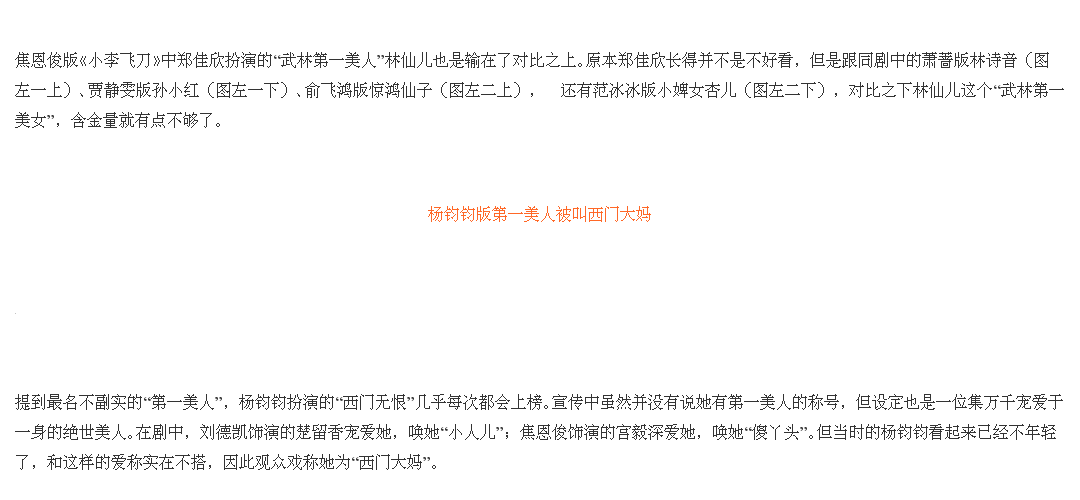 焦恩俊版《小李飞刀》中郑佳欣扮演的“武林第一美人”林仙儿也是输在了对比之上。原本郑佳欣长得并不是不好看，但是跟同剧中的萧蔷版林诗音（图
左一上）、贾静雯版孙小红（图左一下）、俞飞鸿版惊鸿仙子（图左二上），　还有范冰冰版小婢女杏儿（图左二下），对比之下林仙儿这个“武林第一
美女”，含金量就有点不够了。
杨钧钧版第一美人被叫西门大妈
提到最名不副实的“第一美人”，杨钧钧扮演的“西门无恨”几乎每次都会上榜。宣传中虽然并没有说她有第一美人的称号，但设定也是一位集万千宠爱于
一身的绝世美人。在剧中，刘德凯饰演的楚留香宠爱她，唤她“小人儿”；焦恩俊饰演的宫毅深爱她，唤她“傻丫头”。但当时的杨钧钧看起来已经不年轻
了，和这样的爱称实在不搭，因此观众戏称她为“西门大妈”。